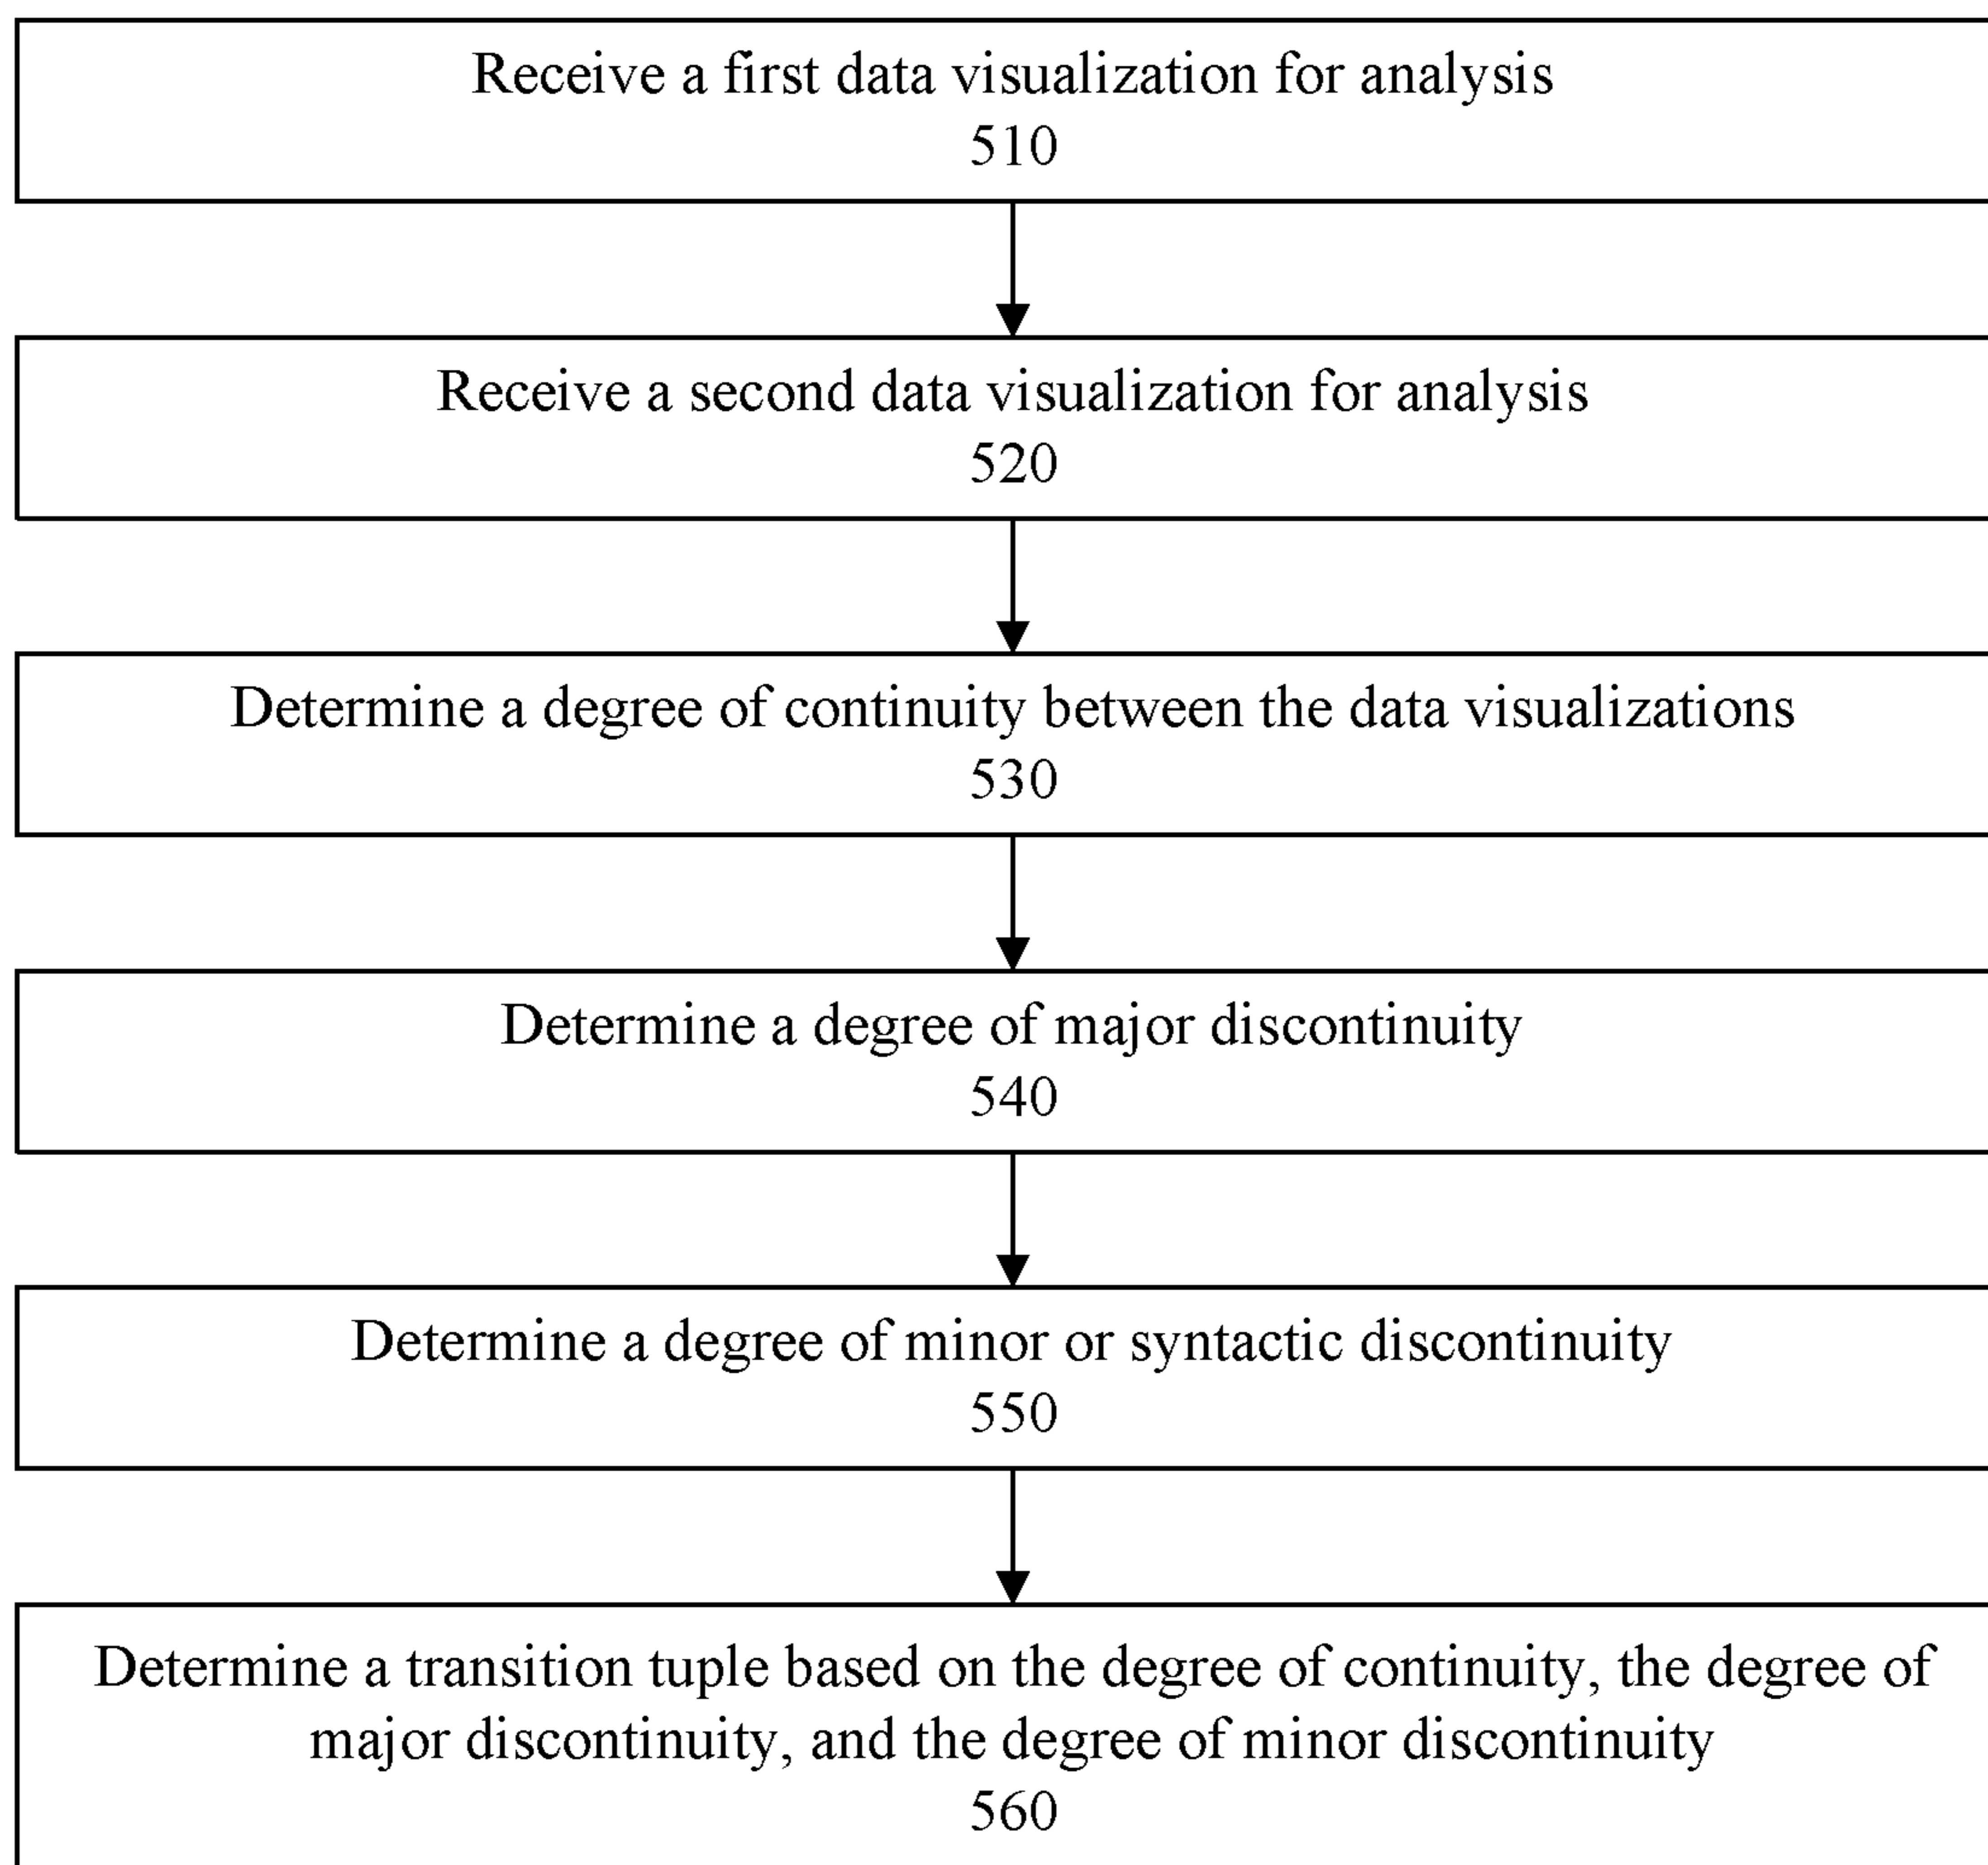 Receive a first data visualization for analysis
510
Receive a second data visualization for analysis
520
Determine a degree of continuity between the data visualizations
530
Determine a degree of major discontinuity
540
Determine a degree of minor or syntactic discontinuity
550
Determine a transition tuple based on the degree of continuity, the degree of
major discontinuity, and the degree of minor discontinuity
560